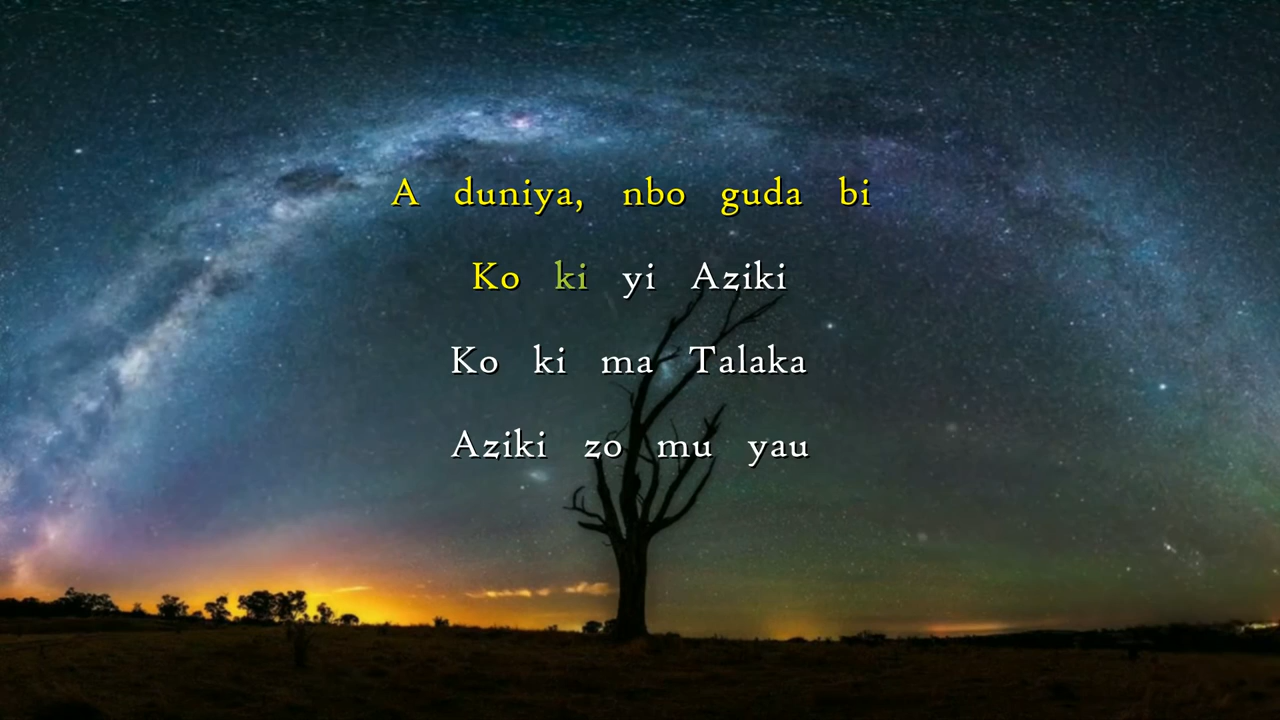 A duniya, nbo guda bi
Ko ki yi Aziki
Ko ki ma Talaka
Aziki zo mu yau